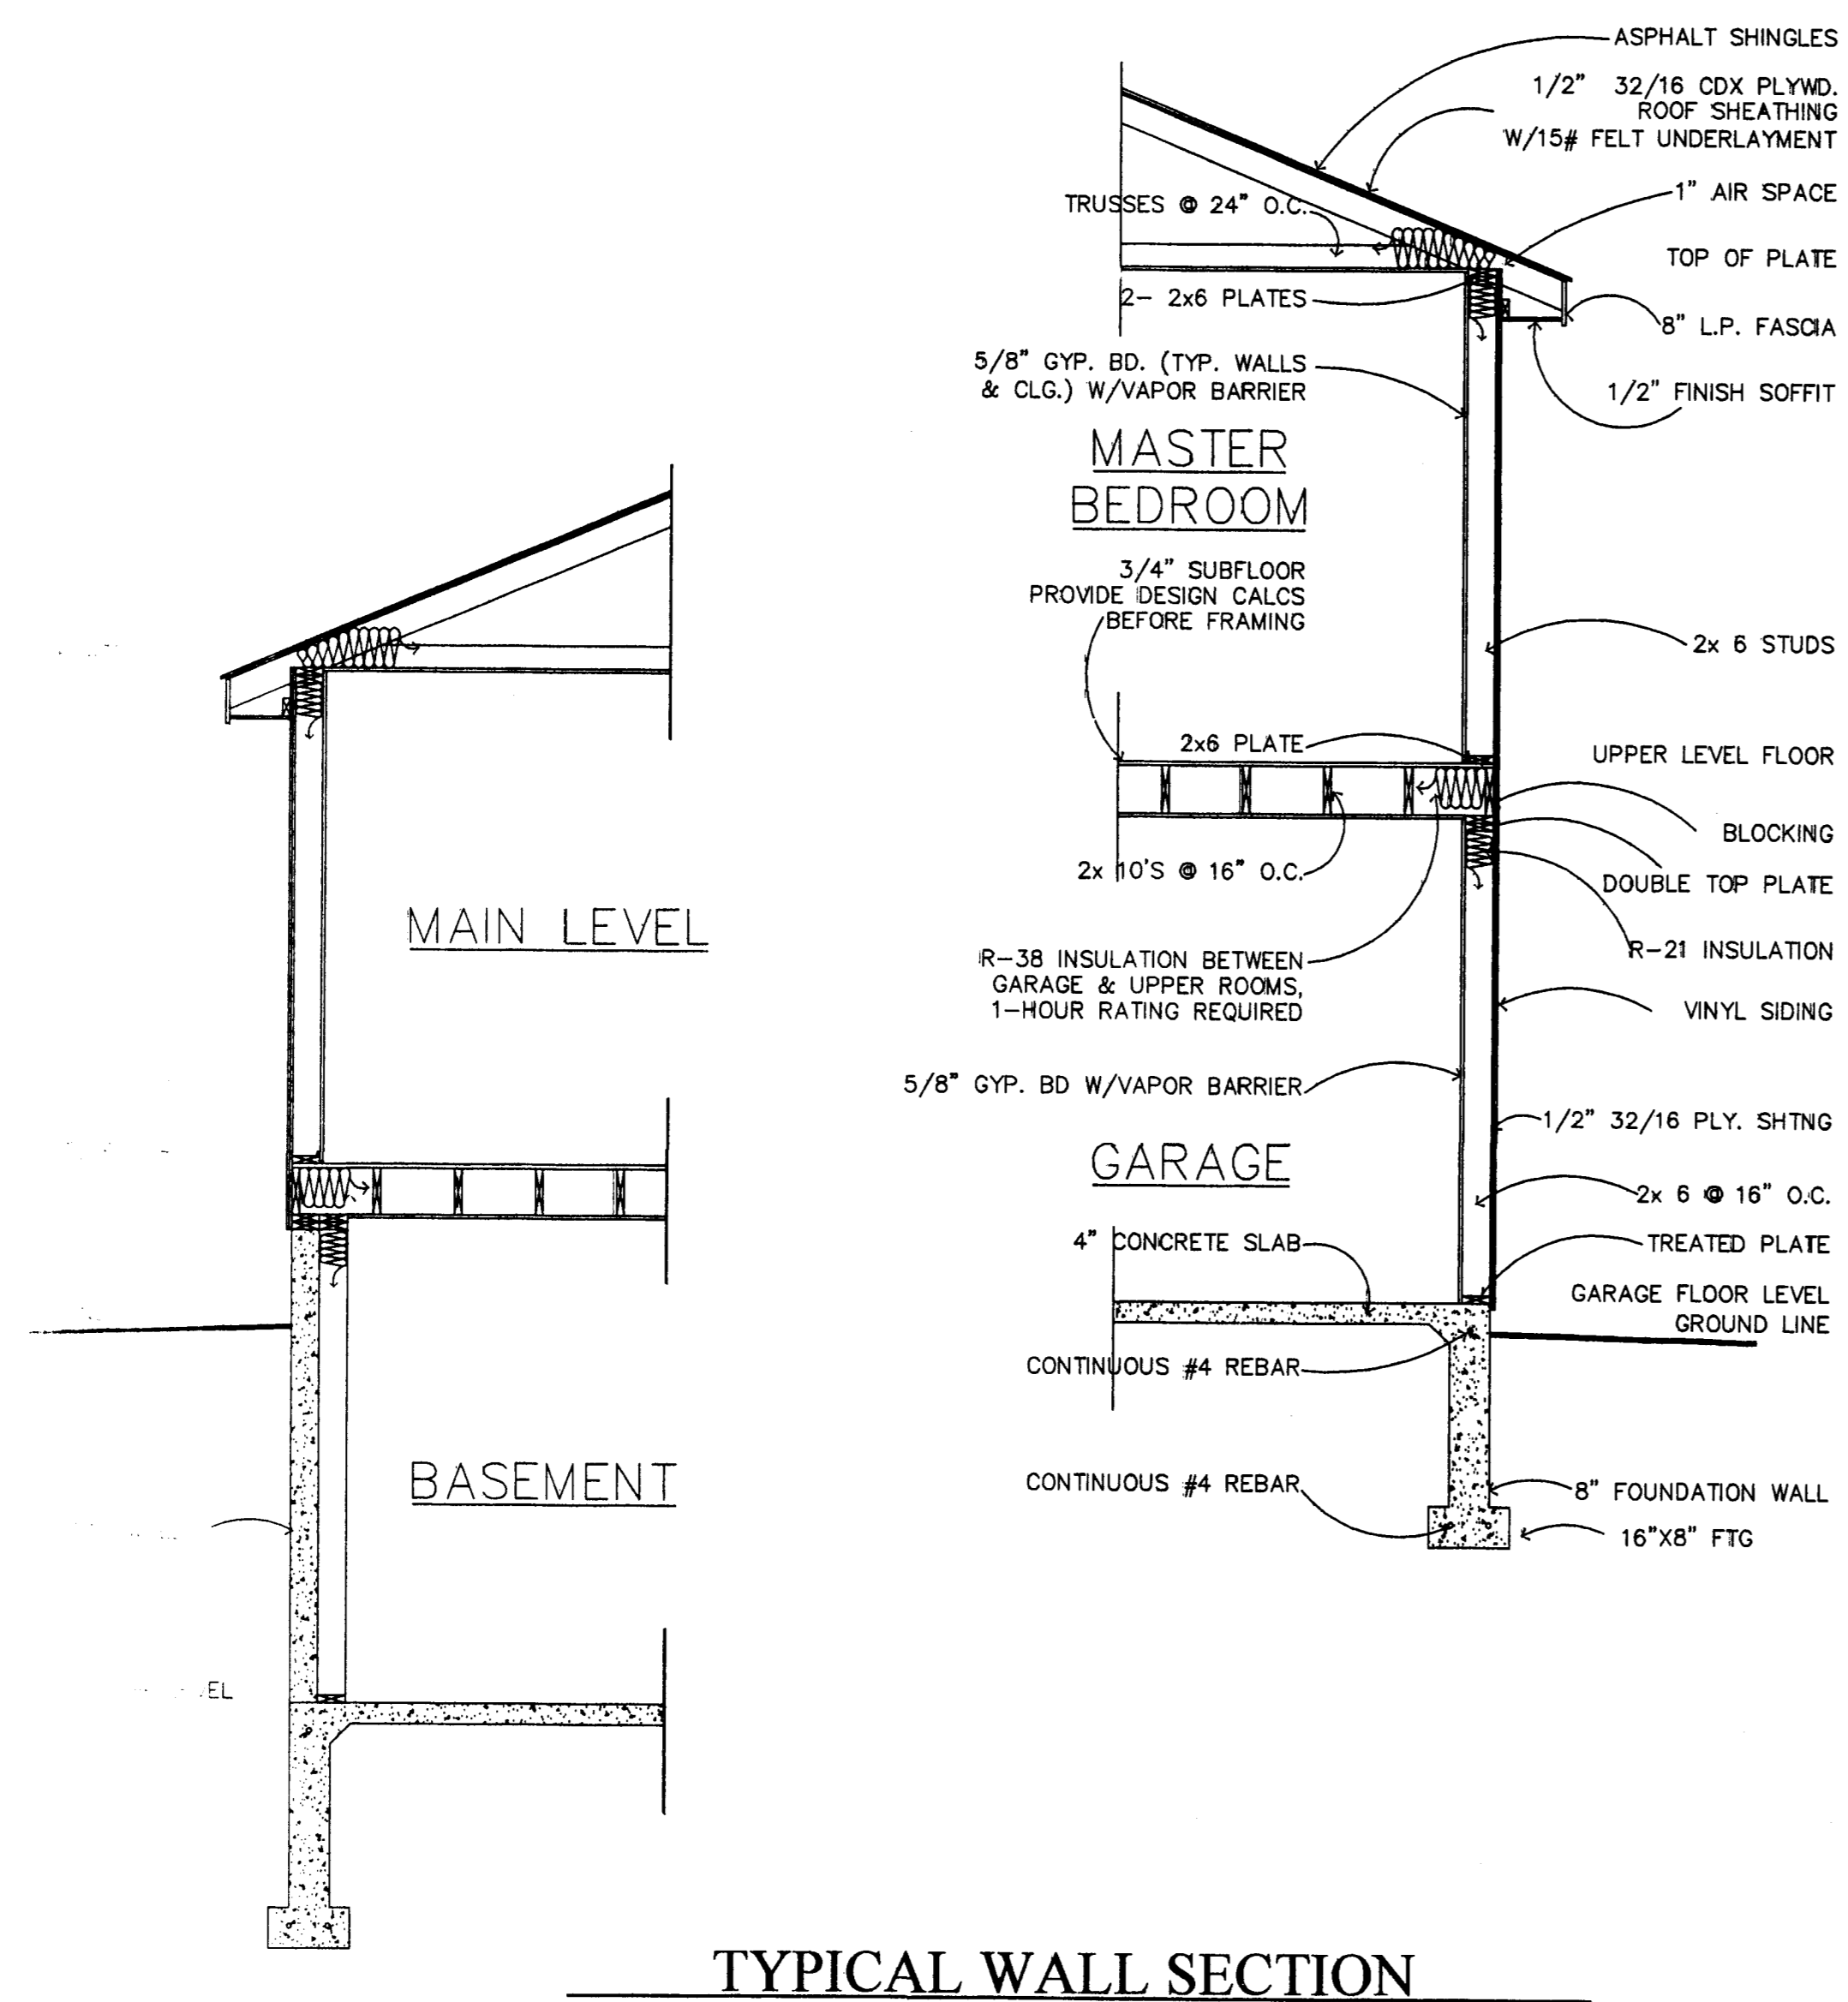 ASPHALT SHINGLES
1/2" 32/16 CDX PLYWD.
ROOF SHEATHING
W/15# FELT UNDERLAYMENT
1" AIR SPACE
TRUSSES @ 24" O.C.
TOP OF PLATE
2- 2x6 PLATES
8" L.P. FASCIA
5/8" GYP. BD. (TYP. WALLS
& CLG.) W/VAPOR BARRIER
1/2" FINISH SOFFIT
MASTER
BEDROOM
3/4" SUBFLOOR
PROVIDE DESIGN CALCS
BEFORE FRAMING
2x 6 STUDS
2x6 PLATE
UPPER LEVEL FLOOR
BLOCKING
2x 10'S @ 16" O.C.
DOUBLE TOP PLATE
MAIN LEVEL
R-38 INSULATION BETWEEN
GARAGE & UPPER ROOMS,
1-HOUR RATING REQUIRED
R-21 INSULATION
VINYL SIDING
5/8" GYP. BD W/VAPOR BARRIER
1/2" 32/16 PLY. SHTNG
GARAGE
2x 6 @ 16" O.C.
4" CONCRETE SLAB
TREATED PLATE
GARAGE FLOOR LEVEL
GROUND LINE
CONTINUOUS #4 REBAR
BASEMENT
CONTINUOUS #4 REBAR
8" FOUNDATION WALL
16"X8" FTG
TYPICAL WALL SECTION